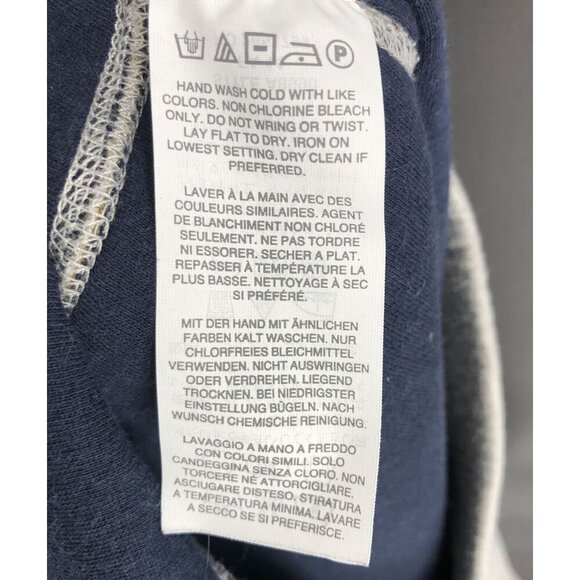 P
HAND WASH COLD WITH LIKE
COLORS. NON CHLORINE BLEACH
ONLY. DO NOT WRING OR TWIST.
LAY FLAT TO DRY. IRON ON
LOWEST SETTING. DRY CLEAN IF
PREFERRED.
LAVER À LA MAIN AVEC DES
COULEURS SIMILAIRES. AGENT
DE BLANCHIMENT NON CHLORÉ
SEULEMENT. NE PAS TORDRE
NI ESSORER. SECHER A PLAT.
REPASSER À TEMPÉRATURE LA
PLUS BASSE. NETTOYAGE À SEC
SI PRÉFÉRÉ.
MIT DER HAND MIT ÄHNLICHEN
FARBEN KALT WASCHEN. NUR
CHLORFREIES BLEICHMITTEL
VERWENDEN. NICHT AUSWRINGEN
ODER VERDREHEN. LIEGEND
TROCKNEN. BEI NIEDRIGSTER
EINSTELLUNG BÜGELN. NACH
WUNSCH CHEMISCHE REINIGUNG.
LAVAGGIO A MANO A FREDDO
CON COLORI SIMILI. SOLO
CANDEGGINA SENZA CLORO. NON
TORCERE NÉ ATTORCIGLIARE.
ASCIUGARE DISTESO. STIRATURA
A TEMPERATURA MINIMA. LAVARE
A SECCO SE SI PREFERISCE.